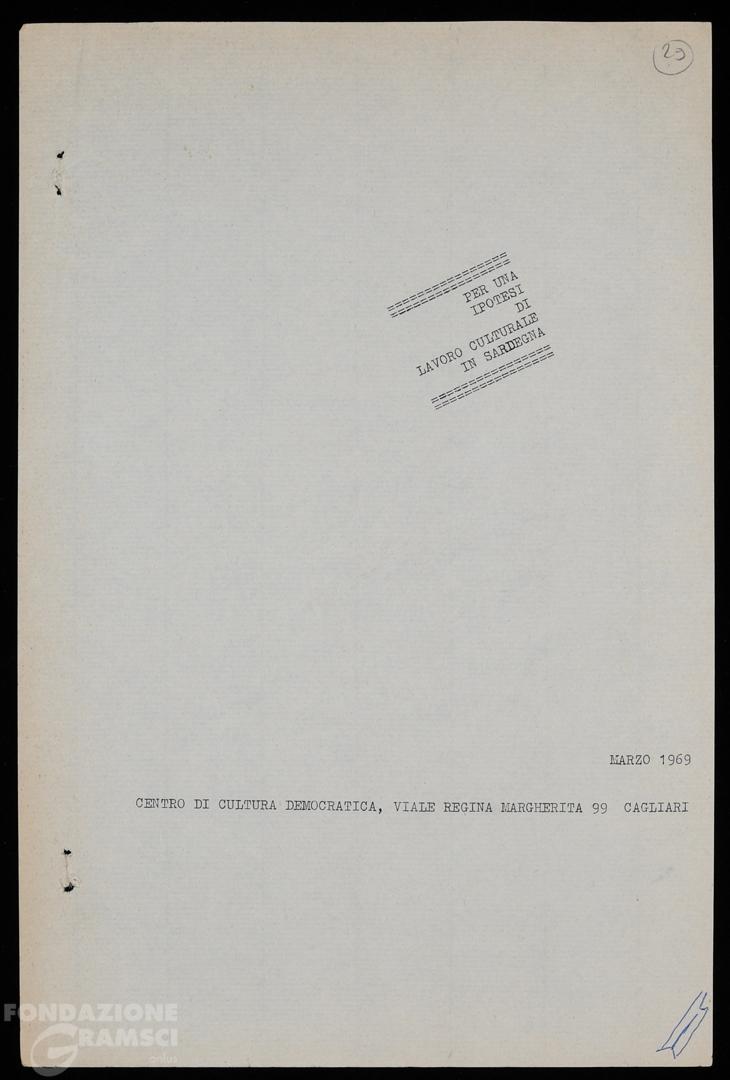 29
PER UNA
IPOTESI
DI
LAVORO CULTURALE
IN SARDEGNA
MARZO 1969
CENTRO DI CULTURA DEMOCRATICA, VIALE REGINA MARGHERITA 99 CAGLIARI
FONDAZIONE
GRAMSCI
onlus